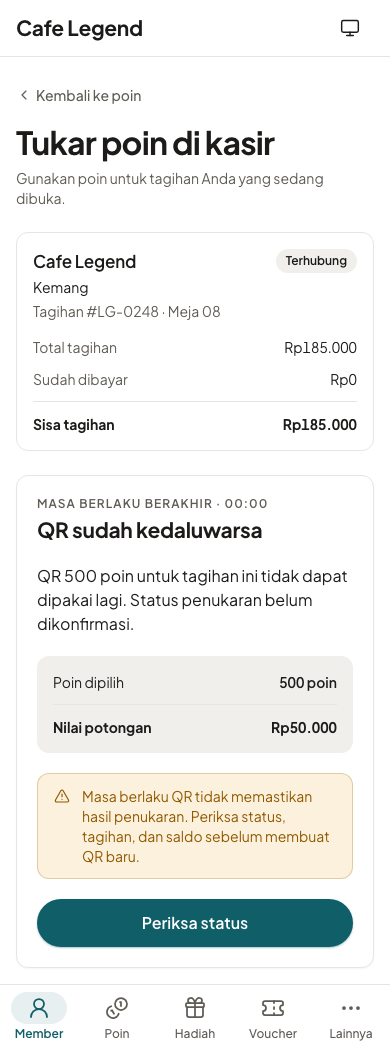 Cafe Legend
Kembali ke poin
Tukar poin di kasir
Gunakan poin untuk tagihan Anda yang sedang
dibuka.
Cafe Legend
Terhubung
Kemang
Tagihan #LG-0248 · Meja 08
Total tagihan Rp185.000
Sudah dibayar Rp0
Sisa tagihan Rp185.000
MASA BERLAKU BERAKHIR · 00:00
QR sudah kedaluwarsa
QR 500 poin untuk tagihan ini tidak dapat
dipakai lagi. Status penukaran belum
dikonfirmasi.
Poin dipilih 500 poin
Nilai potongan Rp50.000
Masa berlaku QR tidak memastikan
hasil penukaran. Periksa status,
tagihan, dan saldo sebelum membuat
QR baru.
Periksa status
Member Poin Hadiah Voucher Lainnya